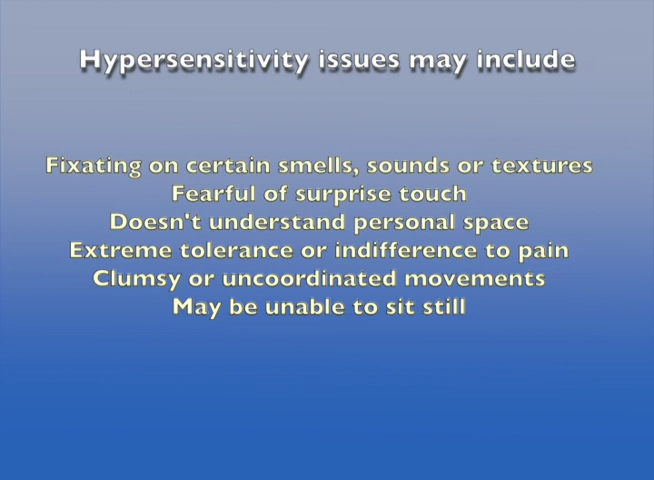 Hypersensitivity issues may include
Fixating on certain smells, sounds or textures
Fearful of surprise touch
Doesn't understand personal space
Extreme tolerance or indifference to pain
Clumsy or uncoordinated movements
May be unable to sit still